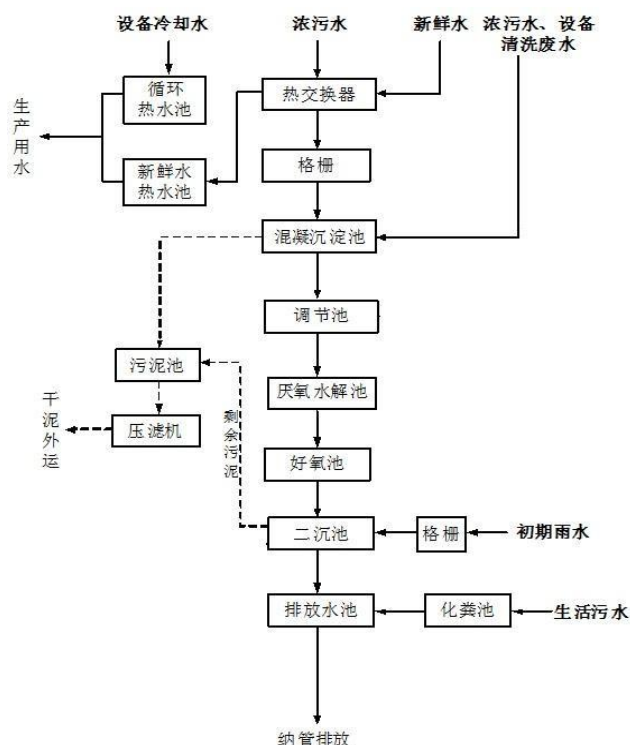 设备冷却水
浓污水
新鲜水
浓污水、设备
清洗废水
循环
热水池
热交换器
生产用水
新鲜水
热水池
格栅
混凝沉淀池
调节池
污泥池
厌氧水解池
干泥外运
压滤机
剩余污泥
好氧池
二沉池
格栅
初期雨水
排放水池
化粪池
生活污水
纳管排放